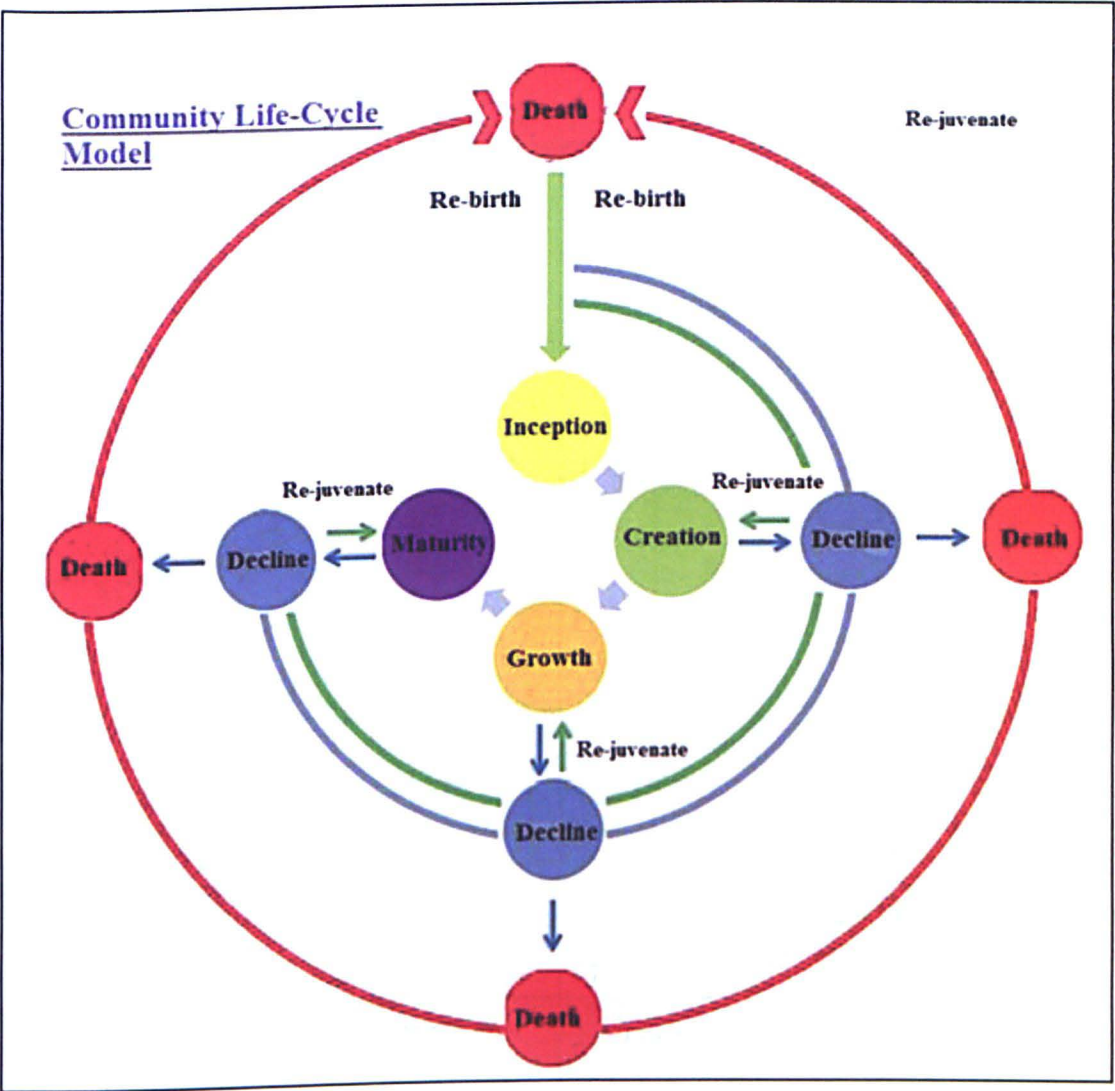 Community Life-Cycle
Model
Death
Re-juvenate
Re-birth
Re-birth
Inception
Re-juvenate
Re-juvenate
Death
Decline
Maturity
Creation
Decline
Death
Growth
Re-juvenate
Decline
Death